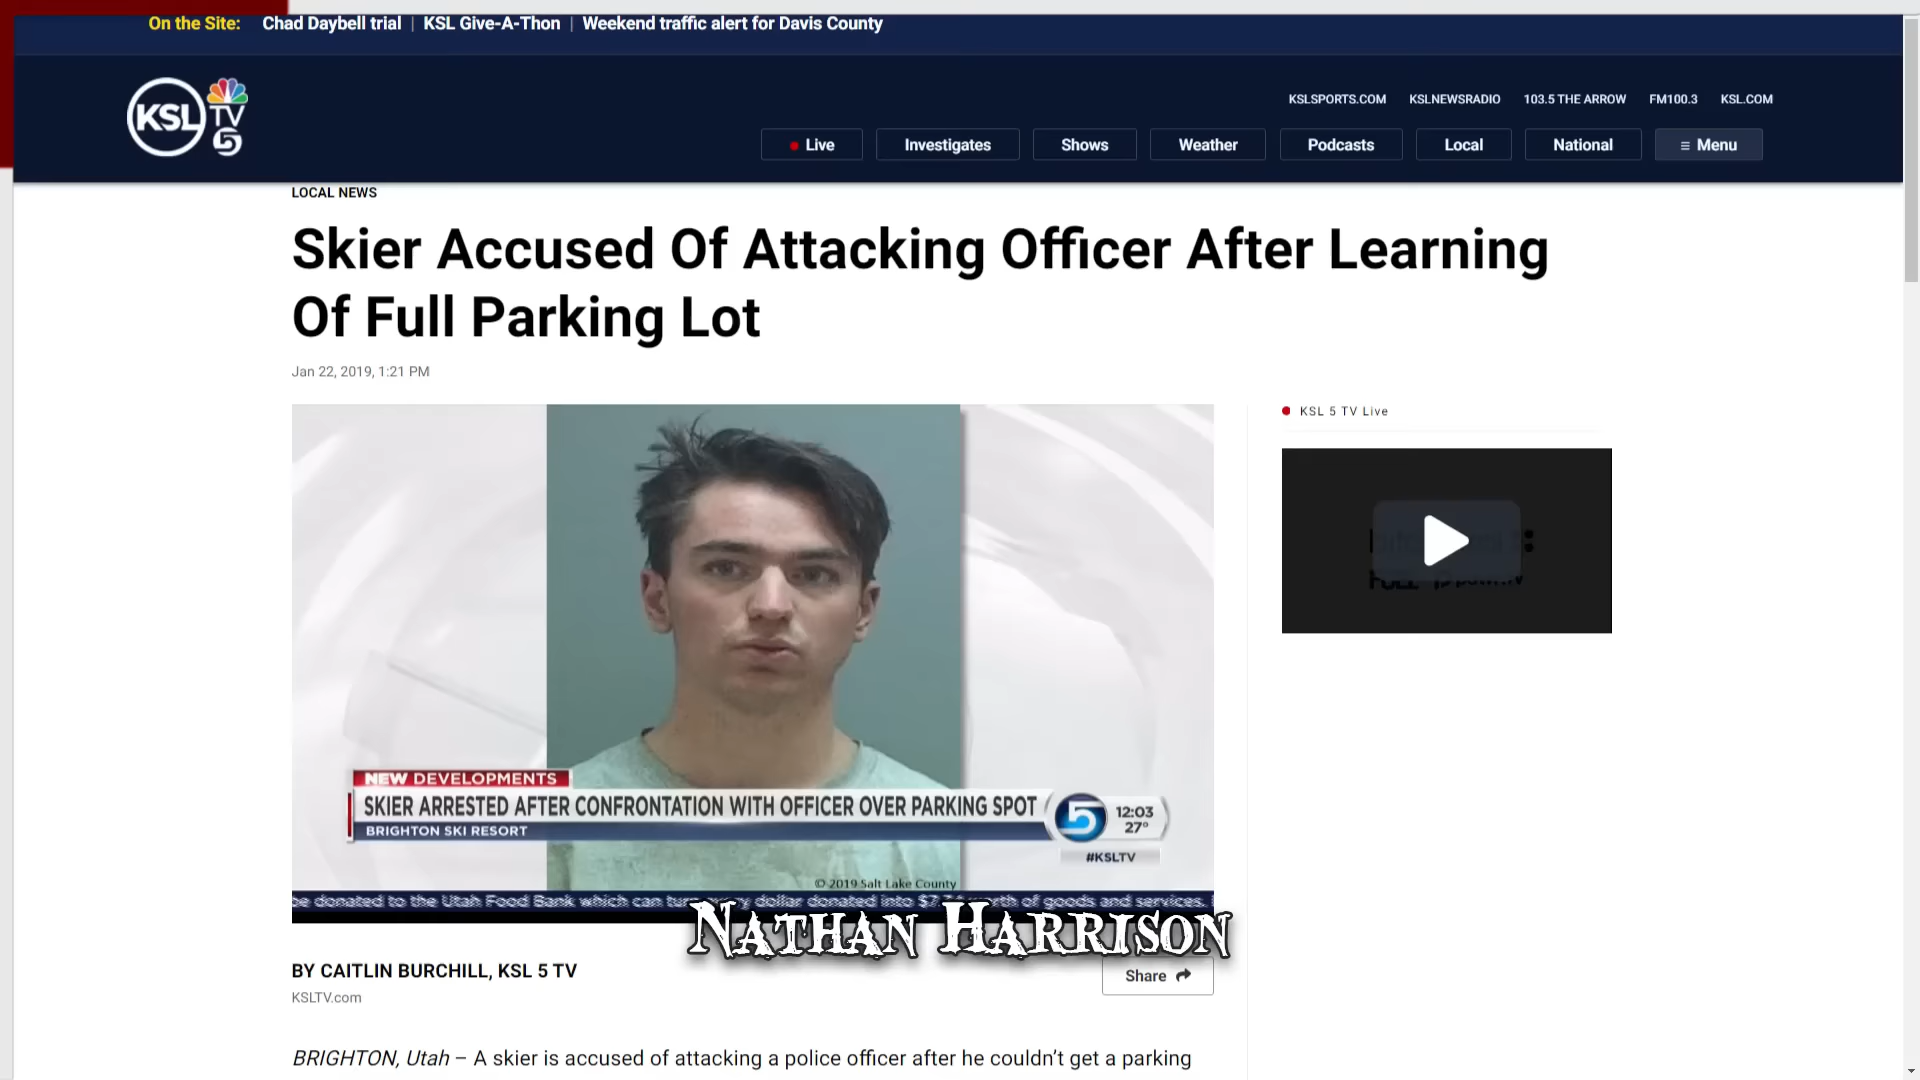 On the Site: Chad Daybell trial | KSL Give-A-Thon | Weekend traffic alert for Davis County
KSL TV 5
KSLSPORTS.COM KSLNEWSRADIO 103.5 THE ARROW FM100.3 KSL.COM
Live Investigates Shows Weather Podcasts Local National ≡ Menu
LOCAL NEWS
Skier Accused Of Attacking Officer After Learning
Of Full Parking Lot
Jan 22, 2019, 1:21 PM
KSL 5 TV Live
NEW DEVELOPMENTS
SKIER ARRESTED AFTER CONFRONTATION WITH OFFICER OVER PARKING SPOT
BRIGHTON SKI RESORT
5 12:03
27°
#KSLTV
© 2019 Salt Lake County
be donated to the Utah Food Bank which can turn every dollar donated into worth of goods and services.
NATHAN HARRISON
BY CAITLIN BURCHILL, KSL 5 TV
Share
KSLTV.com
BRIGHTON, Utah – A skier is accused of attacking a police officer after he couldn't get a parking